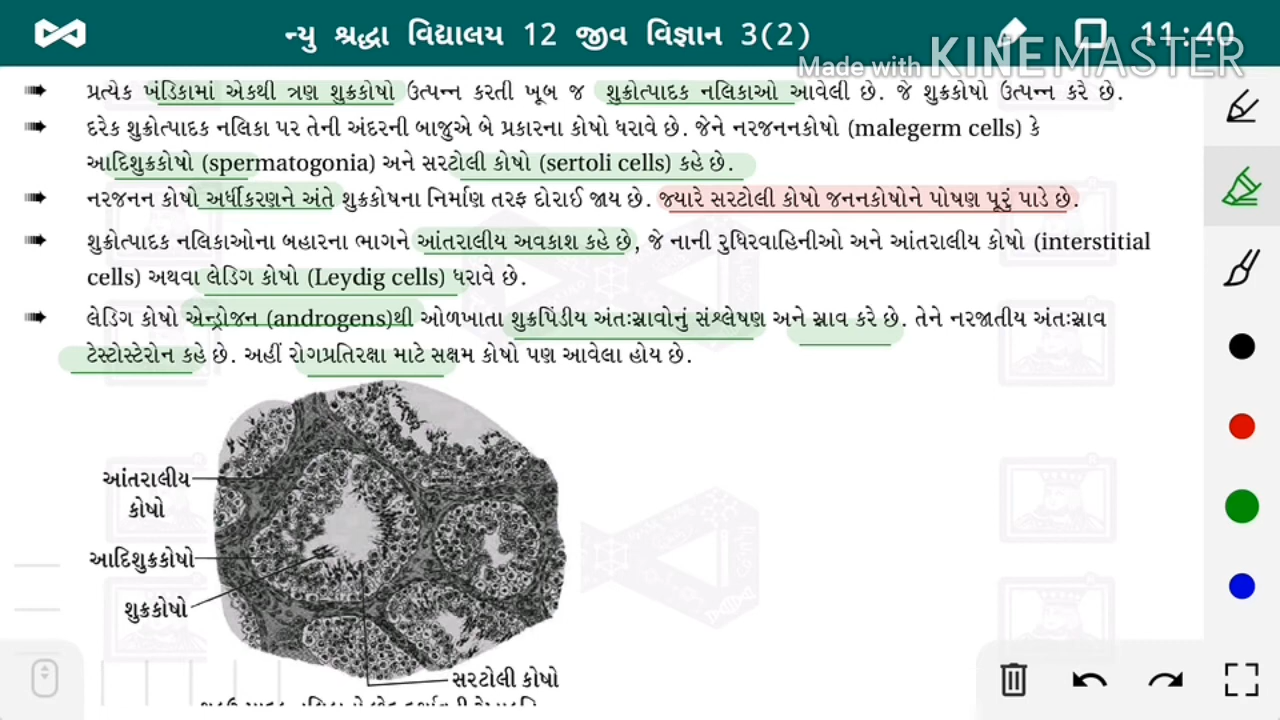 ન્યુ શ્રદ્ધા વિદ્યાલય 12 જીવ વિજ્ઞાન 3(2)
11:40
Made with KINEMASTER
પ્રત્યેક ખંડિકામાં એકથી ત્રણ શુક્રકોષો ઉત્પન્ન કરતી ખૂબ જ શુક્રોત્પાદક નલિકાઓ આવેલી છે. જે શુક્રકોષો ઉત્પન્ન કરે છે.
દરેક શુક્રોત્પાદક નલિકા પર તેની અંદરની બાજુએ બે પ્રકારના કોષો ધરાવે છે. જેને નરજનનકોષો (malegerm cells) કે
આદિશુક્રકોષો (spermatogonia) અને સરટોલી કોષો (sertoli cells) કહે છે.
નરજનન કોષો અર્ધીકરણને અંતે શુક્રકોષના નિર્માણ તરફ દોરાઈ જાય છે. જ્યારે સરટોલી કોષો જનનકોષોને પોષણ પૂરું પાડે છે.
શુક્રોત્પાદક નલિકાઓના બહારના ભાગને આંતરાલીય અવકાશ કહે છે, જે નાની રુધિરવાહિનીઓ અને આંતરાલીય કોષો (interstitial
cells) અથવા લેડિગ કોષો (Leydig cells) ધરાવે છે.
લેડિગ કોષો એન્ડ્રોજન (androgens)થી ઓળખાતા શુક્રપિંડીય અંતઃસ્રાવોનું સંશ્લેષણ અને સ્રાવ કરે છે. તેને નરજાતીય અંતઃસ્રાવ
ટેસ્ટોસ્ટેરોન કહે છે. અહીં રોગપ્રતિરક્ષા માટે સક્ષમ કોષો પણ આવેલા હોય છે.
આંતરાલીય
કોષો
આદિશુક્રકોષો
શુક્રકોષો
સરટોલી કોષો